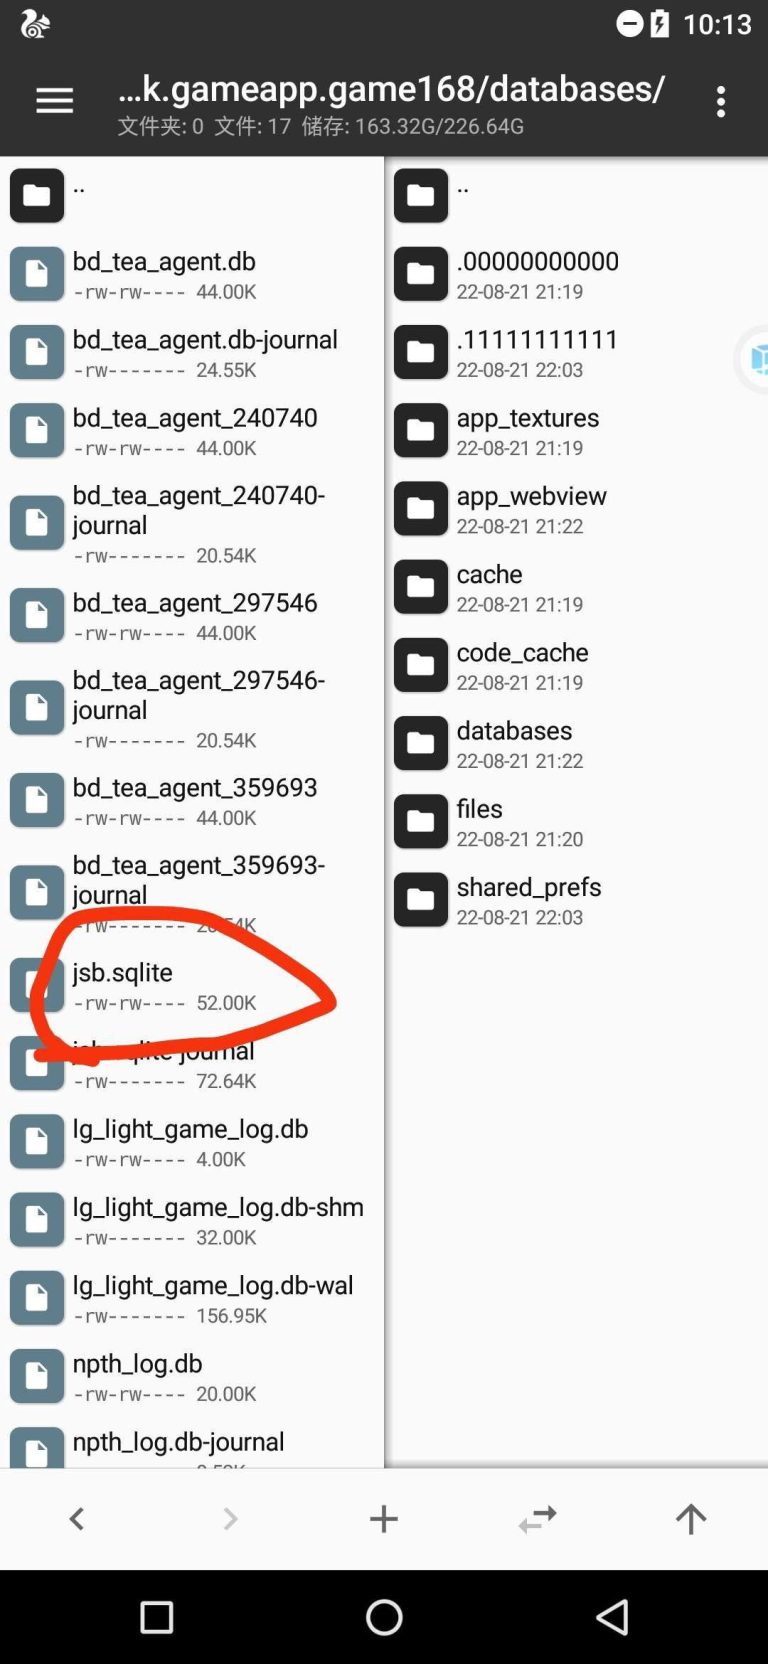 10:13
...k.gameapp.game168/databases/
文件夹: 0 文件: 17 储存: 163.32G/226.64G
..
bd_tea_agent.db
-rw-rw---- 44.00K
bd_tea_agent.db-journal
-rw------- 24.55K
bd_tea_agent_240740
-rw-rw---- 44.00K
bd_tea_agent_240740-
journal
-rw------- 20.54K
bd_tea_agent_297546
-rw-rw---- 44.00K
bd_tea_agent_297546-
journal
-rw------- 20.54K
bd_tea_agent_359693
-rw-rw---- 44.00K
bd_tea_agent_359693-
journal
-rw------- 20.54K
jsb.sqlite
-rw-rw---- 52.00K
jsb.sqlite-journal
-rw------- 72.64K
lg_light_game_log.db
-rw-rw---- 4.00K
lg_light_game_log.db-shm
-rw------- 32.00K
lg_light_game_log.db-wal
-rw------- 156.95K
npth_log.db
-rw-rw---- 20.00K
npth_log.db-journal
..
.00000000000
22-08-21 21:19
.11111111111
22-08-21 22:03
app_textures
22-08-21 21:19
app_webview
22-08-21 21:22
cache
22-08-21 21:19
code_cache
22-08-21 21:19
databases
22-08-21 21:22
files
22-08-21 21:20
shared_prefs
22-08-21 22:03